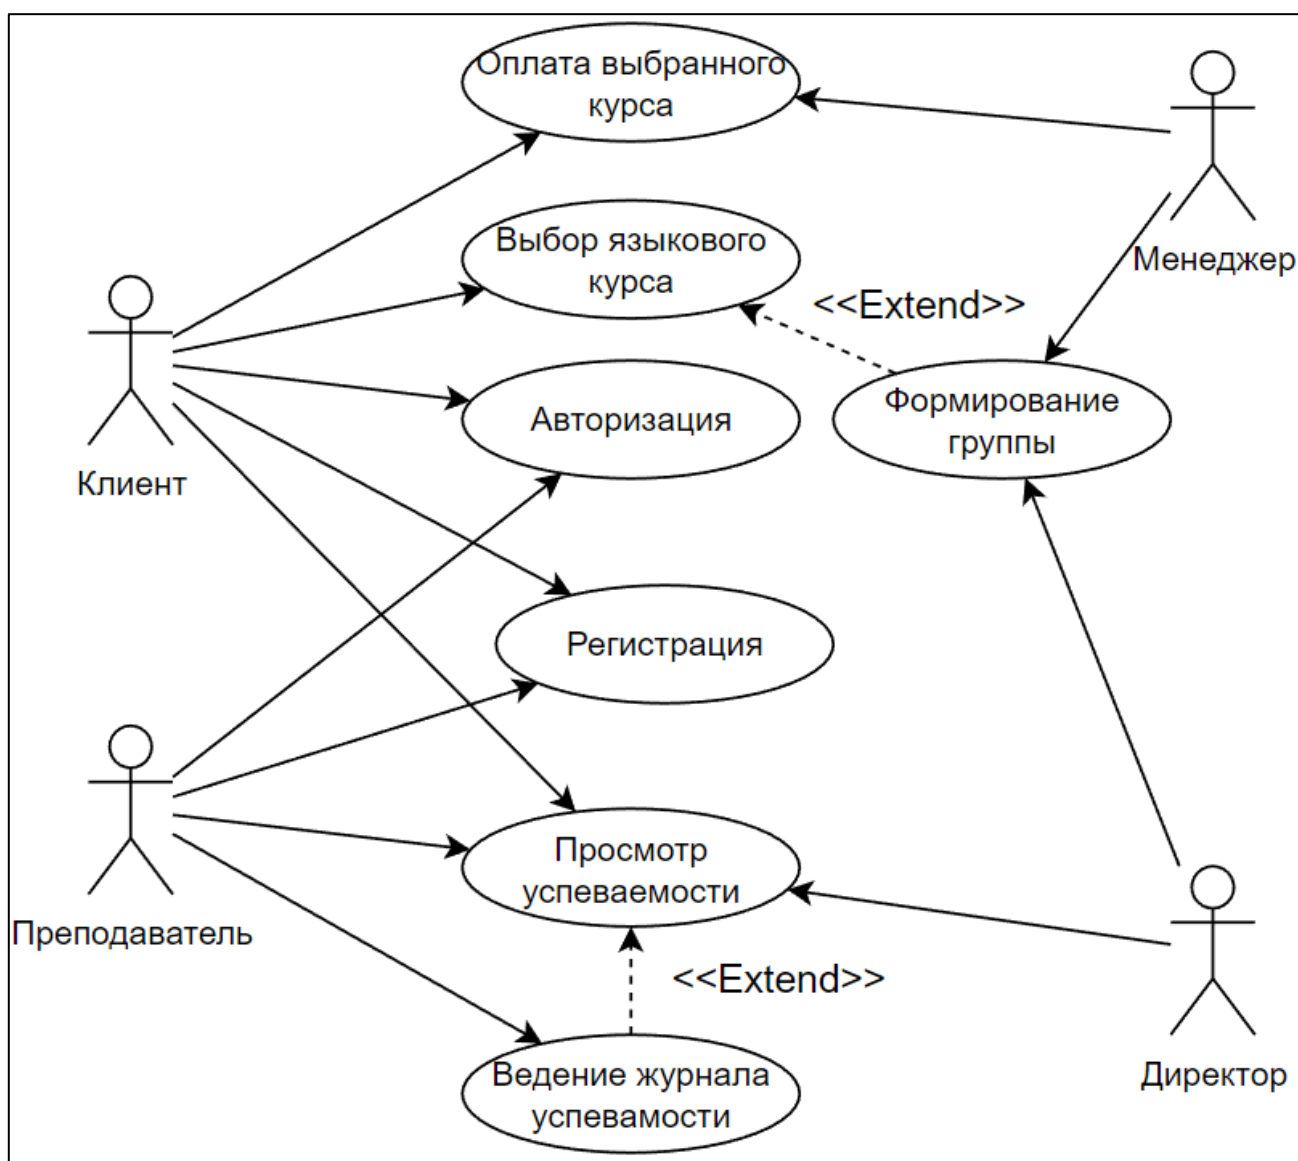 Оплата выбранного
курса
Менеджер
Выбор языкового
курса
<<Extend>>
Клиент
Авторизация
Формирование
группы
Регистрация
Преподаватель
Просмотр
успеваемости
<<Extend>>
Директор
Ведение журнала
успевамости